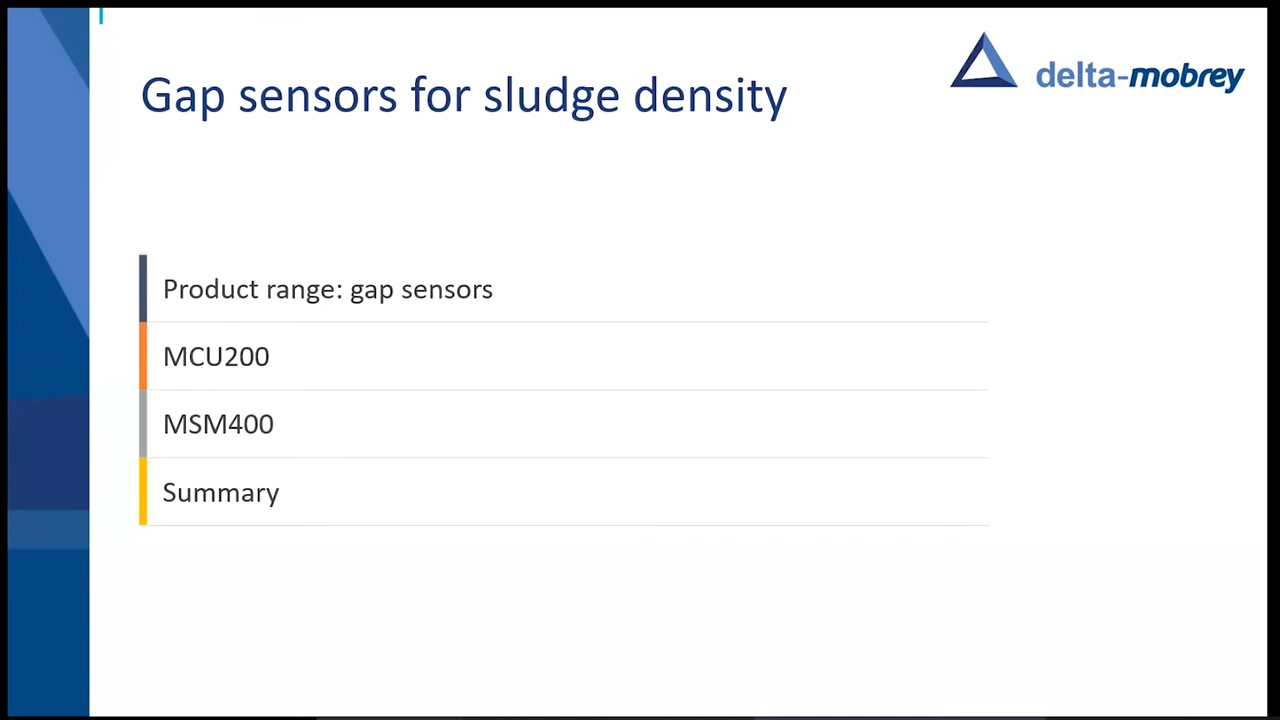 delta-mobrey
Gap sensors for sludge density
Product range: gap sensors
MCU200
MSM400
Summary